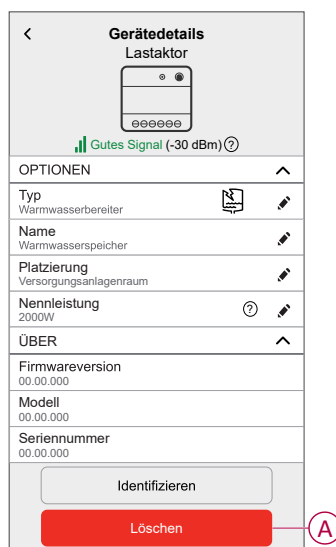 Gerätedetails
Lastaktor
Gutes Signal (-30 dBm) ?
OPTIONEN
Typ
Warmwasserbereiter
Name
Warmwasserspeicher
Platzierung
Versorgungsanlagenraum
Nennleistung
2000W
?
ÜBER
Firmwareversion
00.00.000
Modell
00.00.000
Seriennummer
00.00.000
Identifizieren
Löschen
A